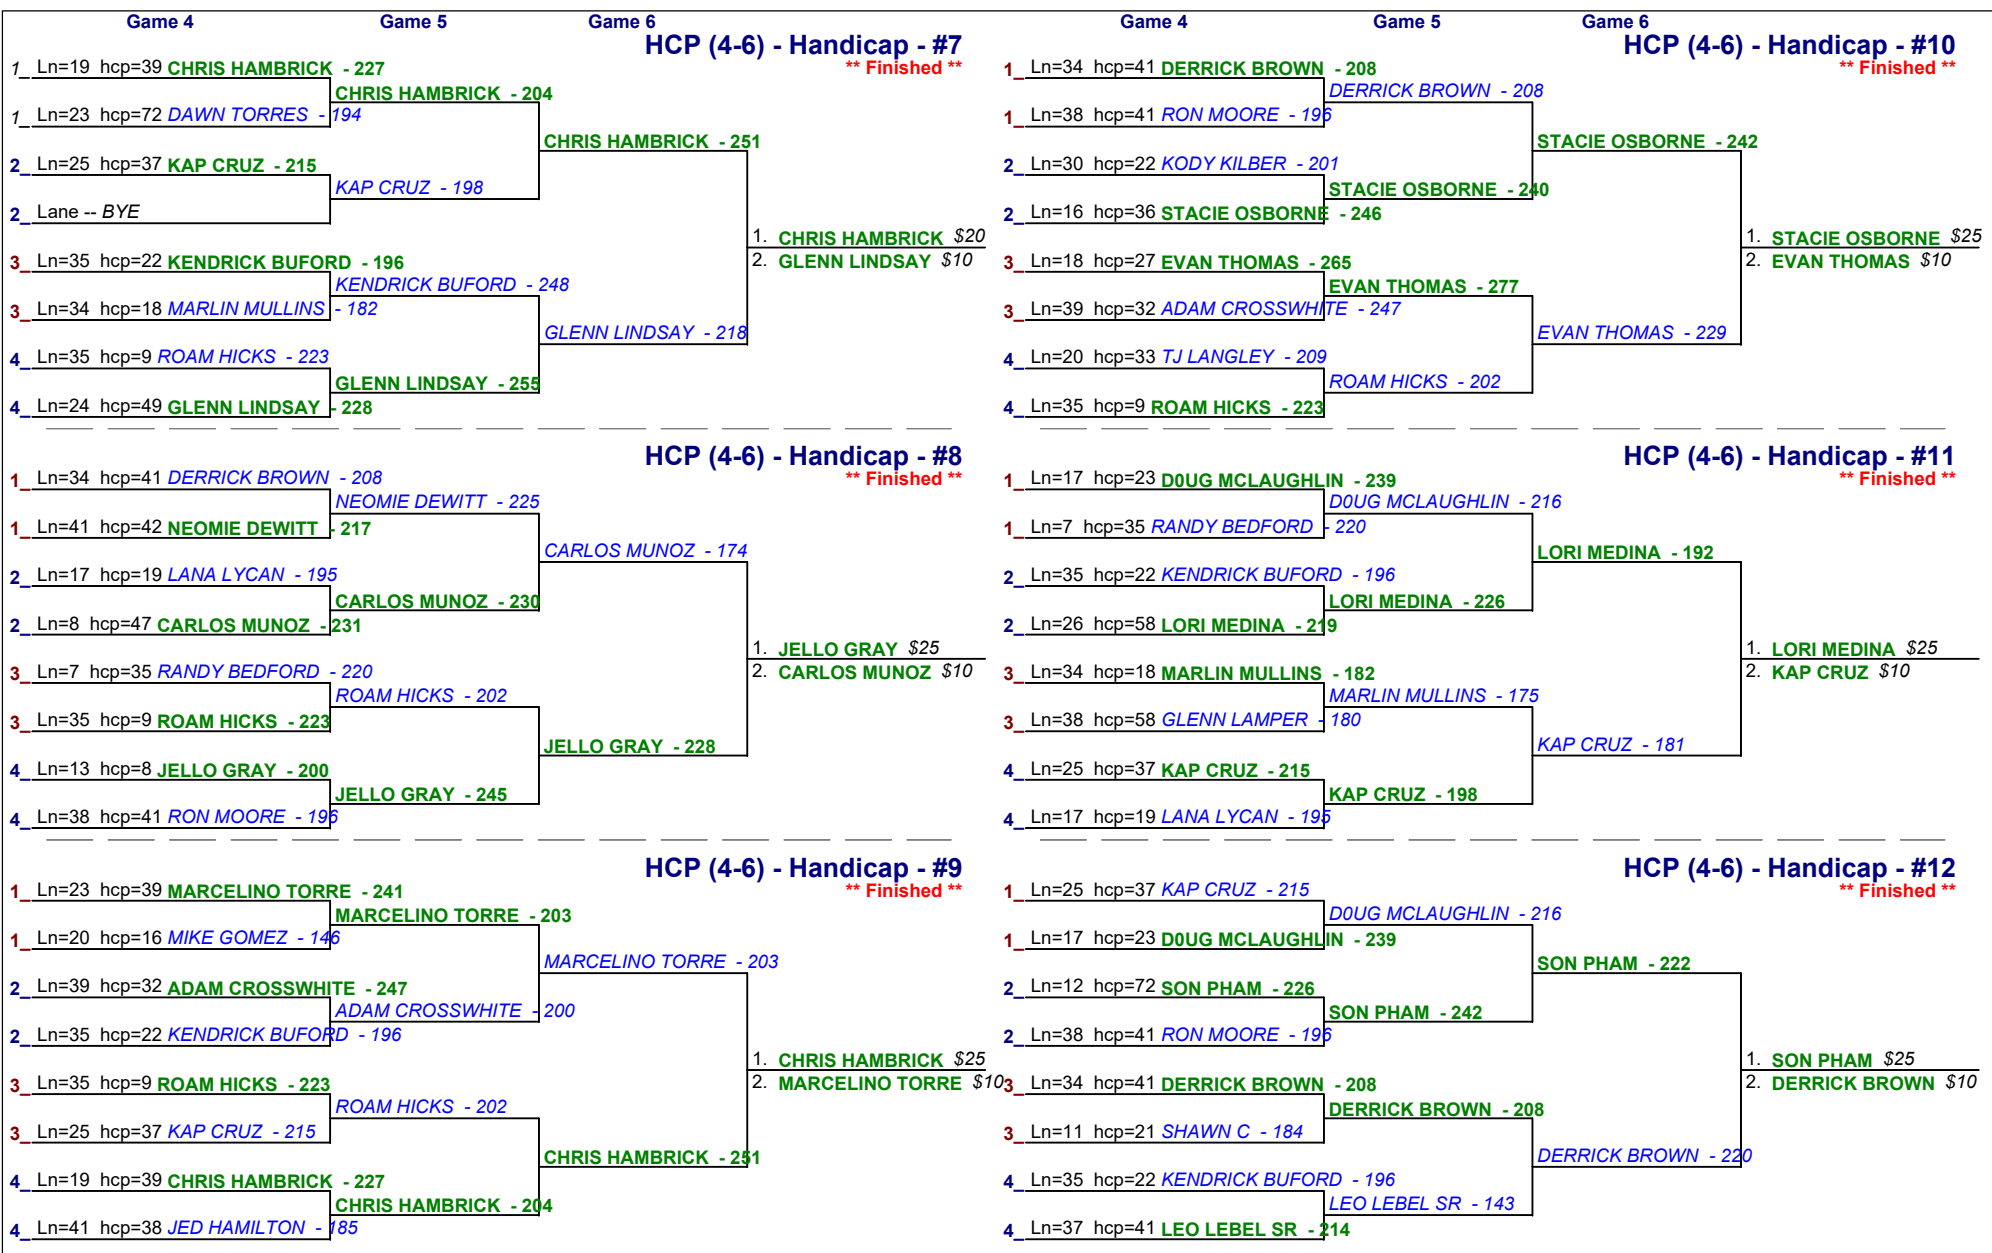 Game 4 Game 5 Game 6
HCP (4-6) - Handicap - #7
** Finished **
1_ Ln=19 hcp=39 CHRIS HAMBRICK - 227
CHRIS HAMBRICK - 204
1_ Ln=23 hcp=72 DAWN TORRES - 194
CHRIS HAMBRICK - 251
2_ Ln=25 hcp=37 KAP CRUZ - 215
KAP CRUZ - 198
2_ Lane -- BYE
1. CHRIS HAMBRICK $20
2. GLENN LINDSAY $10
3_ Ln=35 hcp=22 KENDRICK BUFORD - 196
KENDRICK BUFORD - 248
3_ Ln=34 hcp=18 MARLIN MULLINS - 182
GLENN LINDSAY - 218
4_ Ln=35 hcp=9 ROAM HICKS - 223
GLENN LINDSAY - 255
4_ Ln=24 hcp=49 GLENN LINDSAY - 228
HCP (4-6) - Handicap - #8
** Finished **
1_ Ln=34 hcp=41 DERRICK BROWN - 208
NEOMIE DEWITT - 225
1_ Ln=41 hcp=42 NEOMIE DEWITT - 217
CARLOS MUNOZ - 174
2_ Ln=17 hcp=19 LANA LYCAN - 195
CARLOS MUNOZ - 230
2_ Ln=8 hcp=47 CARLOS MUNOZ - 231
1. JELLO GRAY $25
2. CARLOS MUNOZ $10
3_ Ln=7 hcp=35 RANDY BEDFORD - 220
ROAM HICKS - 202
3_ Ln=35 hcp=9 ROAM HICKS - 223
JELLO GRAY - 228
4_ Ln=13 hcp=8 JELLO GRAY - 200
JELLO GRAY - 245
4_ Ln=38 hcp=41 RON MOORE - 196
HCP (4-6) - Handicap - #9
** Finished **
1_ Ln=23 hcp=39 MARCELINO TORRE - 241
MARCELINO TORRE - 203
1_ Ln=20 hcp=16 MIKE GOMEZ - 146
MARCELINO TORRE - 203
2_ Ln=39 hcp=32 ADAM CROSSWHITE - 247
ADAM CROSSWHITE - 200
2_ Ln=35 hcp=22 KENDRICK BUFORD - 196
1. CHRIS HAMBRICK $25
2. MARCELINO TORRE $10
3_ Ln=35 hcp=9 ROAM HICKS - 223
ROAM HICKS - 202
3_ Ln=25 hcp=37 KAP CRUZ - 215
CHRIS HAMBRICK - 251
4_ Ln=19 hcp=39 CHRIS HAMBRICK - 227
CHRIS HAMBRICK - 204
4_ Ln=41 hcp=38 JED HAMILTON - 185
Game 4 Game 5 Game 6
HCP (4-6) - Handicap - #10
** Finished **
1_ Ln=34 hcp=41 DERRICK BROWN - 208
DERRICK BROWN - 208
1_ Ln=38 hcp=41 RON MOORE - 196
STACIE OSBORNE - 242
2_ Ln=30 hcp=22 KODY KILBER - 201
STACIE OSBORNE - 240
2_ Ln=16 hcp=36 STACIE OSBORNE - 246
1. STACIE OSBORNE $25
2. EVAN THOMAS $10
3_ Ln=18 hcp=27 EVAN THOMAS - 265
EVAN THOMAS - 277
3_ Ln=39 hcp=32 ADAM CROSSWHITE - 247
EVAN THOMAS - 229
4_ Ln=20 hcp=33 TJ LANGLEY - 209
ROAM HICKS - 202
4_ Ln=35 hcp=9 ROAM HICKS - 223
HCP (4-6) - Handicap - #11
** Finished **
1_ Ln=17 hcp=23 D0UG MCLAUGHLIN - 239
D0UG MCLAUGHLIN - 216
1_ Ln=7 hcp=35 RANDY BEDFORD - 220
LORI MEDINA - 192
2_ Ln=35 hcp=22 KENDRICK BUFORD - 196
LORI MEDINA - 226
2_ Ln=26 hcp=58 LORI MEDINA - 219
1. LORI MEDINA $25
2. KAP CRUZ $10
3_ Ln=34 hcp=18 MARLIN MULLINS - 182
MARLIN MULLINS - 175
3_ Ln=38 hcp=58 GLENN LAMPER - 180
KAP CRUZ - 181
4_ Ln=25 hcp=37 KAP CRUZ - 215
KAP CRUZ - 198
4_ Ln=17 hcp=19 LANA LYCAN - 195
HCP (4-6) - Handicap - #12
** Finished **
1_ Ln=25 hcp=37 KAP CRUZ - 215
D0UG MCLAUGHLIN - 216
1_ Ln=17 hcp=23 D0UG MCLAUGHLIN - 239
SON PHAM - 222
2_ Ln=12 hcp=72 SON PHAM - 226
SON PHAM - 242
2_ Ln=38 hcp=41 RON MOORE - 196
1. SON PHAM $25
2. DERRICK BROWN $10
3_ Ln=34 hcp=41 DERRICK BROWN - 208
DERRICK BROWN - 208
3_ Ln=11 hcp=21 SHAWN C - 184
DERRICK BROWN - 220
4_ Ln=35 hcp=22 KENDRICK BUFORD - 196
LEO LEBEL SR - 143
4_ Ln=37 hcp=41 LEO LEBEL SR - 214